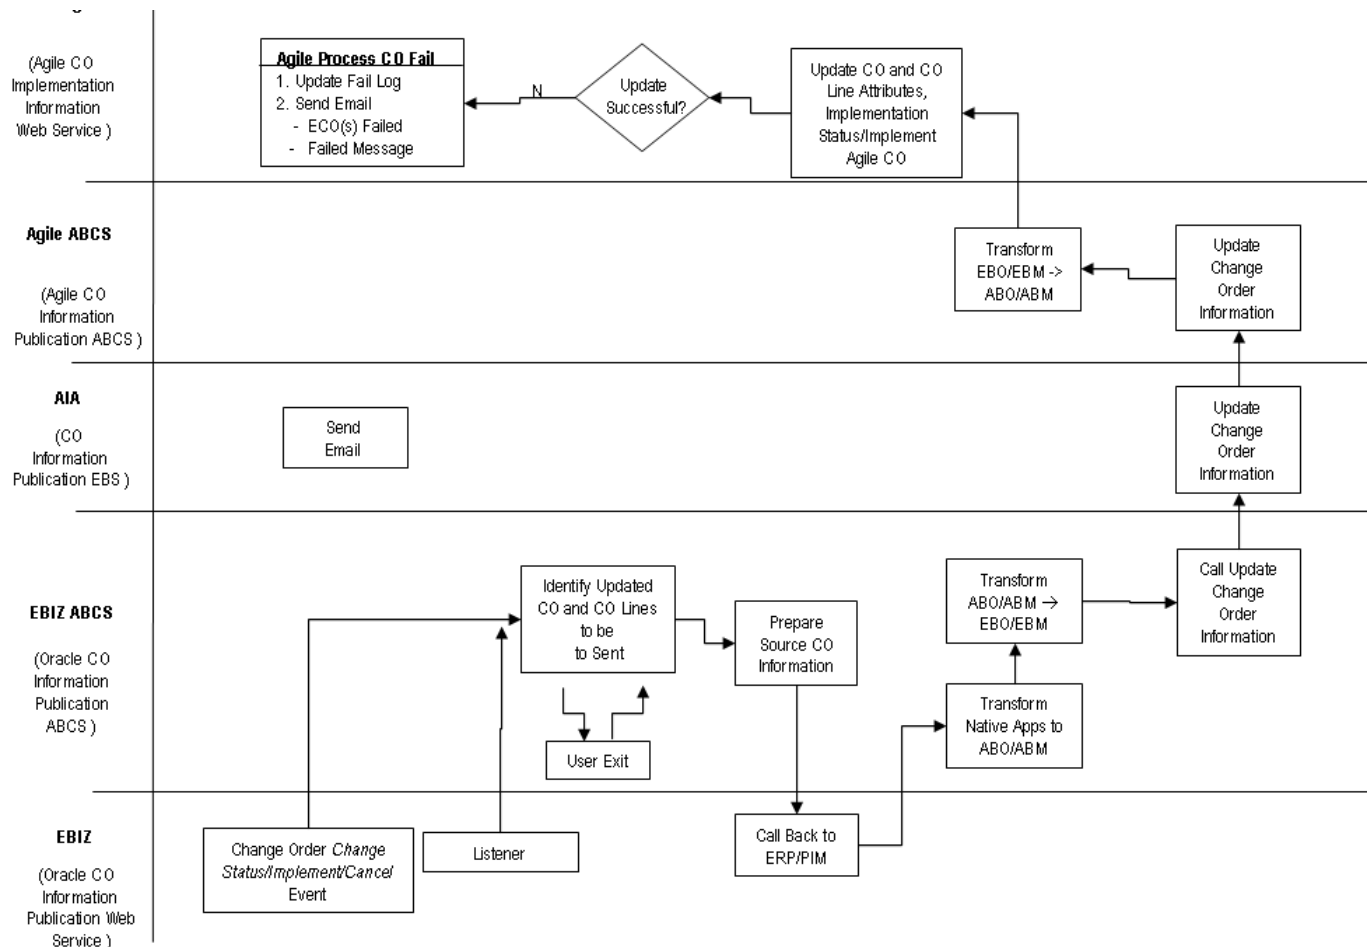 (Agile CO
Implementation
Information
Web Service )
Agile Process CO Fail
1. Update Fail Log
2. Send Email
- ECO(s) Failed
- Failed Message
N
Update
Successful?
Update CO and CO
Line Attributes,
Implementation
Status/Implement
Agile CO
Agile ABCS
(Agile CO
Information
Publication ABCS )
Transform
EBO/EBM ->
ABO/ABM
Update
Change
Order
Information
AIA
(CO
Information
Publication EBS )
Send
Email
Update
Change
Order
Information
EBIZ ABCS
(Oracle CO
Information
Publication
ABCS )
Identify Updated
CO and CO Lines
to be
to Sent
User Exit
Prepare
Source CO
Information
Transform
ABO/ABM →
EBO/EBM
Transform
Native Apps to
ABO/ABM
Call Update
Change
Order
Information
EBIZ
(Oracle CO
Information
Publication Web
Service )
Change Order Change
Status/Implement/Cancel
Event
Listener
Call Back to
ERP/PIM